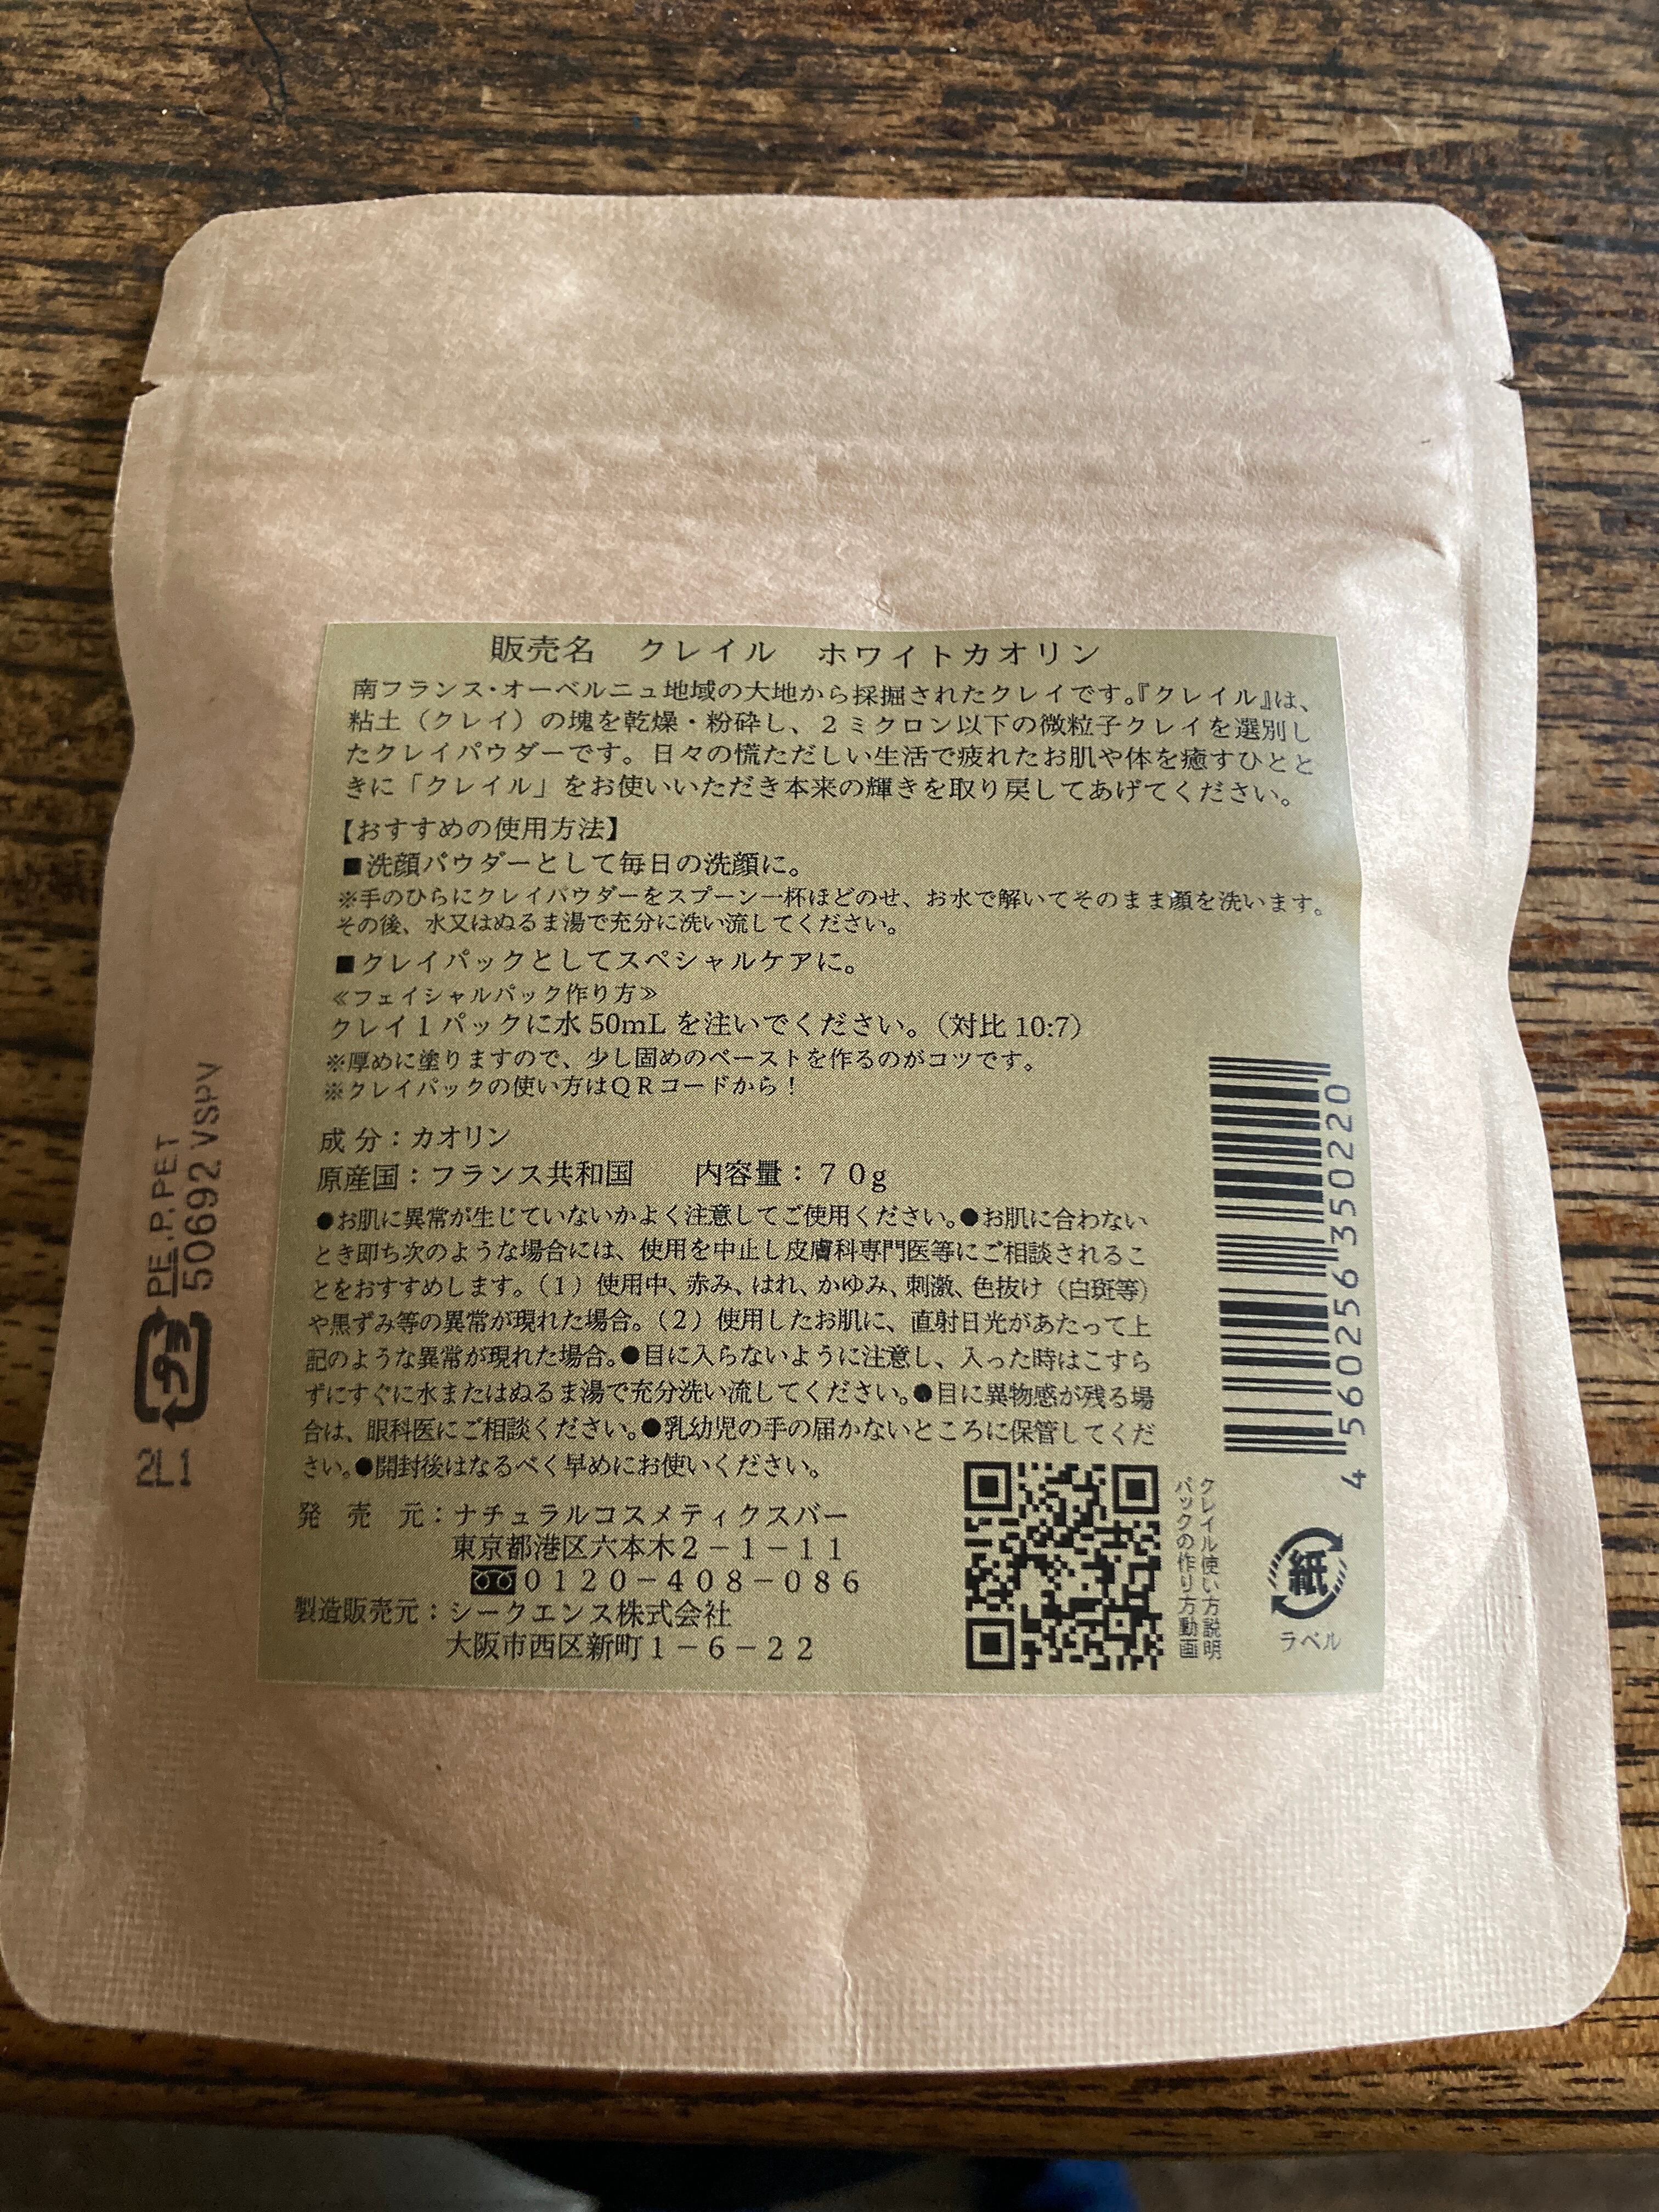 販売名　クレイル　ホワイトカオリン
南フランス・オーベルニュ地域の大地から採掘されたクレイです。『クレイル』は、
粘土（クレイ）の塊を乾燥・粉砕し、２ミクロン以下の微粒子クレイを選別し
たクレイパウダーです。日々の慌ただしい生活で疲れたお肌や体を癒すひとと
きに「クレイル」をお使いいただき本来の輝きを取り戻してあげてください。
【おすすめの使用方法】
■洗顔パウダーとして毎日の洗顔に。
※手のひらにクレイパウダーをスプーン一杯ほどのせ、お水で解いてそのまま顔を洗います。
その後、水又はぬるま湯で充分に洗い流してください。
■クレイパックとしてスペシャルケアに。
≪フェイシャルパック作り方≫
クレイ１パックに水50mLを注いでください。（対比10:7）
※厚めに塗りますので、少し固めのペーストを作るのがコツです。
※クレイパックの使い方はＱＲコードから！
成分：カオリン
原産国：フランス共和国　　内容量：７０g
●お肌に異常が生じていないかよく注意してご使用ください。●お肌に合わない
とき即ち次のような場合には、使用を中止し皮膚科専門医等にご相談されるこ
とをおすすめします。（1）使用中、赤み、はれ、かゆみ、刺激、色抜け（白斑等）
や黒ずみ等の異常が現れた場合。（2）使用したお肌に、直射日光があたって上
記のような異常が現れた場合。●目に入らないように注意し、入った時はこすら
ずにすぐに水またはぬるま湯で充分洗い流してください。●目に異物感が残る場
合は、眼科医にご相談ください。●乳幼児の手の届かないところに保管してくだ
さい。●開封後はなるべく早めにお使いください。
発　売　元：ナチュラルコスメティクスバー
東京都港区六本木２－１－１１
０１２０－４０８－０８６
製造販売元：シークエンス株式会社
大阪市西区新町１－６－２２
クレイル使い方説明
パックの作り方動画
4 560256 350220
紙
ラベル
プラ
PE.P.PET
50692 VSPV
2L1